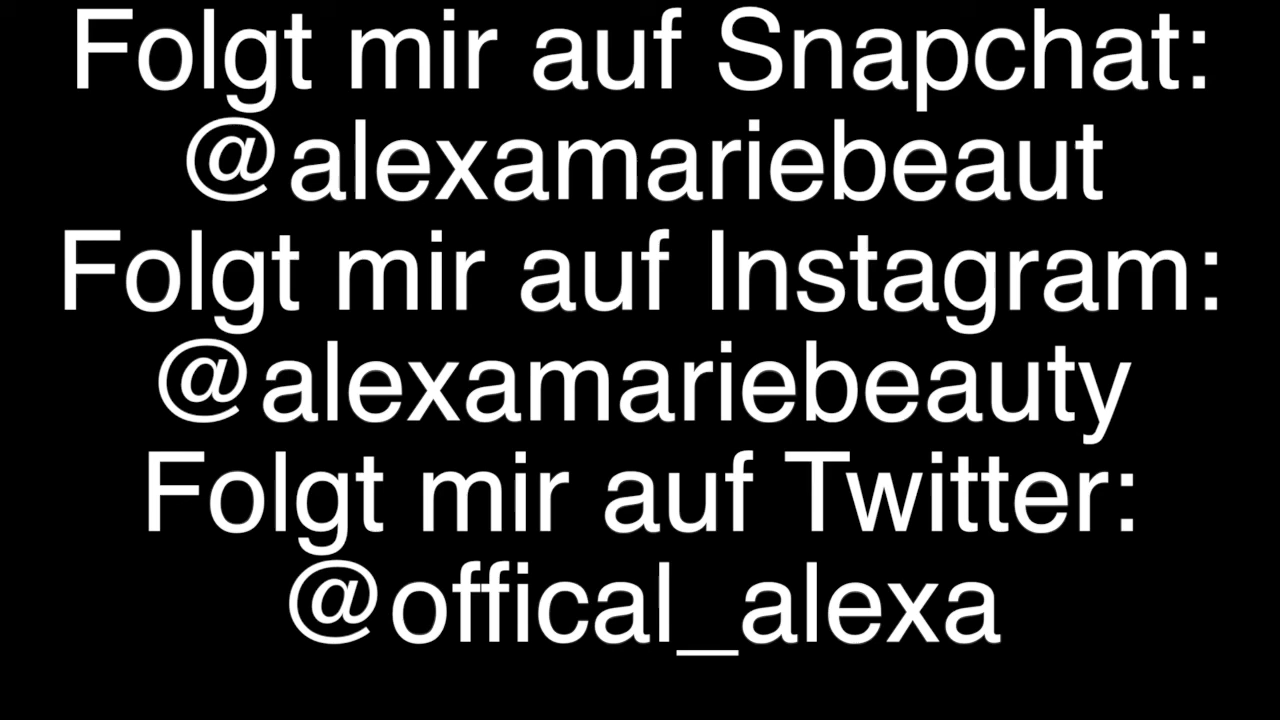 Folgt mir auf Snapchat:
@alexamariebeaut
Folgt mir auf Instagram:
@alexamariebeauty
Folgt mir auf Twitter:
@offical_alexa